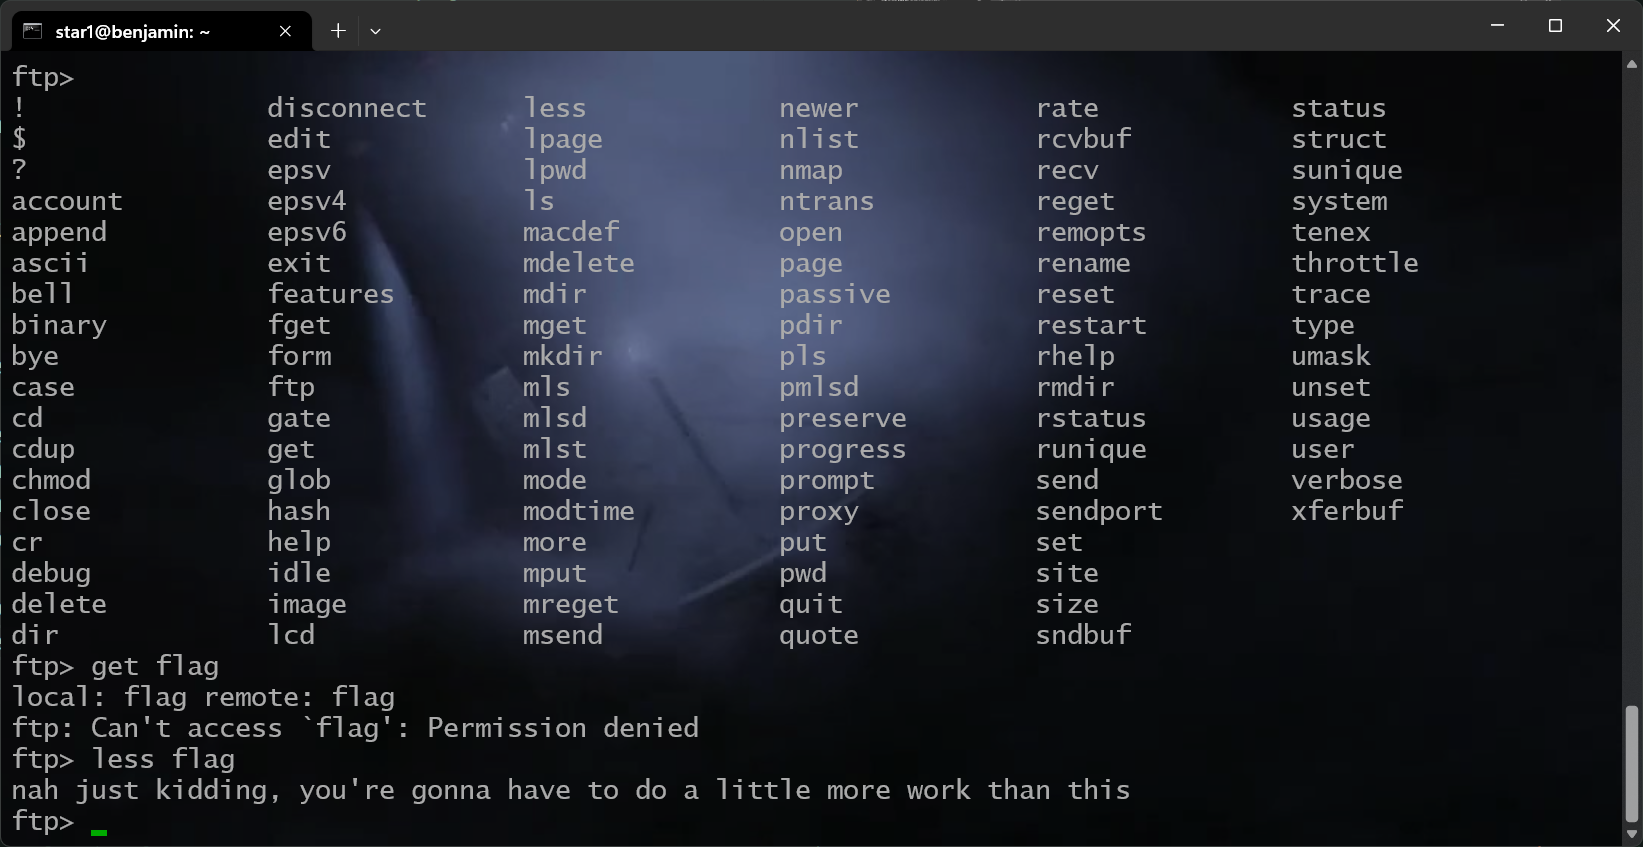 star1@benjamin: ~
ftp>
! disconnect less newer rate status
$ edit lpage nlist rcvbuf struct
? epsv lpwd nmap recv sunique
account epsv4 ls ntrans reget system
append epsv6 macdef open remopts tenex
ascii exit mdelete page rename throttle
bell features mdir passive reset trace
binary fget mget pdir restart type
bye form mkdir pls rhelp umask
case ftp mls pmlsd rmdir unset
cd gate mlsd preserve rstatus usage
cdup get mlst progress runique user
chmod glob mode prompt send verbose
close hash modtime proxy sendport xferbuf
cr help more put set
debug idle mput pwd site
delete image mreget quit size
dir lcd msend quote sndbuf
ftp> get flag
local: flag remote: flag
ftp: Can't access `flag': Permission denied
ftp> less flag
nah just kidding, you're gonna have to do a little more work than this
ftp>